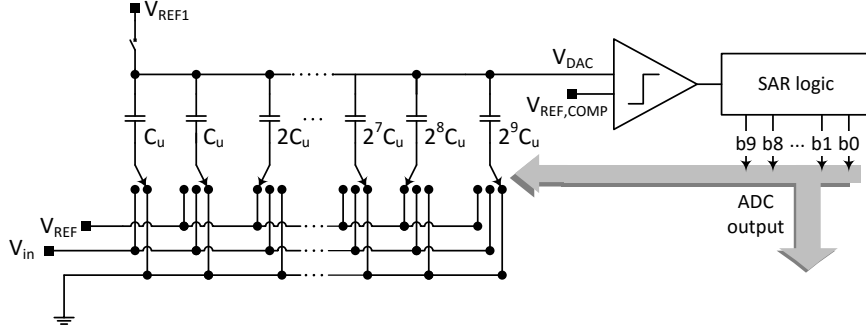 V_REF1
V_DAC
V_REF,COMP
SAR logic
C_u C_u 2C_u ... 2^7C_u 2^8C_u 2^9C_u
b9 b8 ... b1 b0
ADC
output
V_REF
V_in